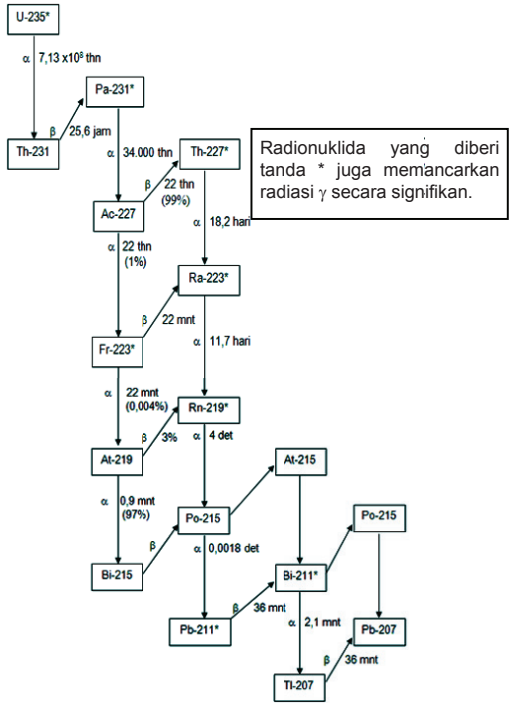 U-235*
α 7,13 x10⁸ thn
Pa-231*
β 25,6 jam
Th-231
α 34.000 thn
Th-227*
β 22 thn
(99%)
Ac-227
α 18,2 hari
α 22 thn
(1%)
Ra-223*
β 22 mnt
Fr-223*
α 11,7 hari
α 22 mnt
(0,004%)
Rn-219*
β 3%
α 4 det
At-219
At-215
α 0,9 mnt
(97%)
Po-215
Po-215
β
α 0,0018 det
Bi-215
Bi-211*
β 36 mnt
Pb-211*
α 2,1 mnt
Pb-207
β 36 mnt
Tl-207
Radionuklida yang diberi
tanda * juga memancarkan
radiasi γ secara signifikan.